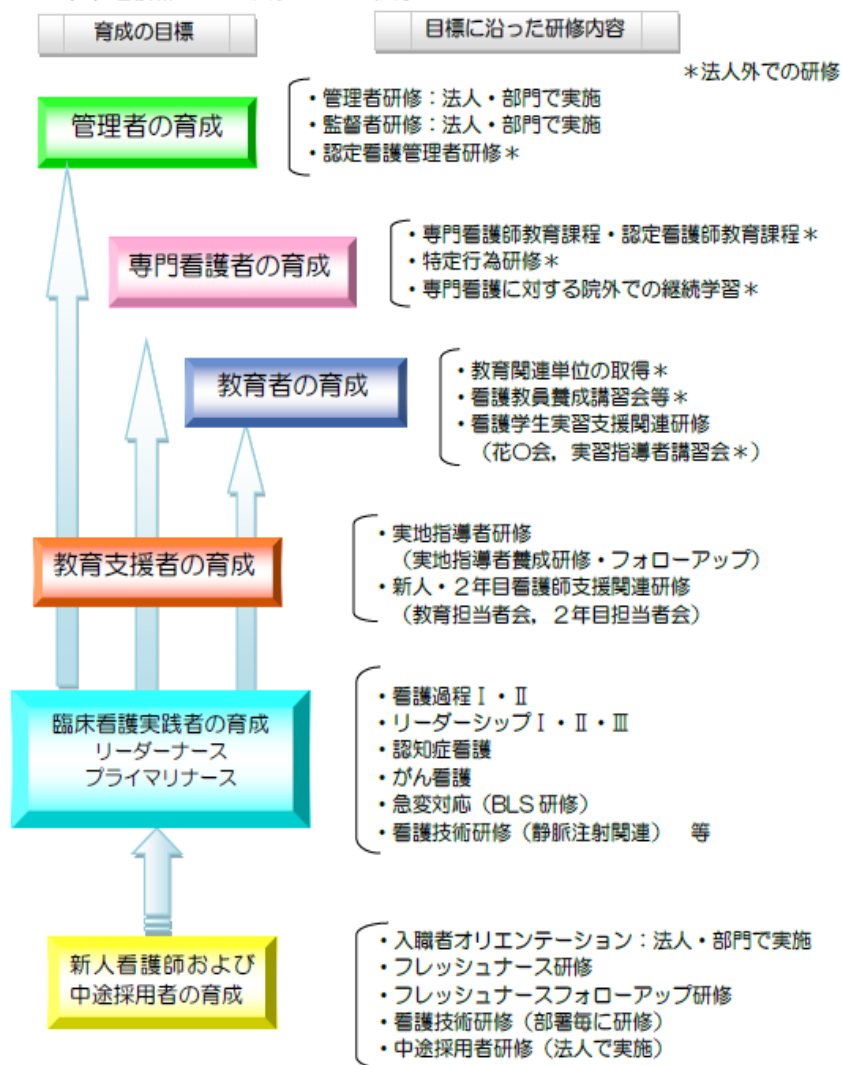 育成の目標
目標に沿った研修内容
＊法人外での研修
管理者の育成
・管理者研修：法人・部門で実施
・監督者研修：法人・部門で実施
・認定看護管理者研修＊
専門看護者の育成
・専門看護師教育課程・認定看護師教育課程＊
・特定行為研修＊
・専門看護に対する院外での継続学習＊
教育者の育成
・教育関連単位の取得＊
・看護教員養成講習会等＊
・看護学生実習支援関連研修
（花〇会，実習指導者講習会＊）
教育支援者の育成
・実地指導者研修
（実地指導者養成研修・フォローアップ）
・新人・２年目看護師支援関連研修
（教育担当者会，２年目担当者会）
臨床看護実践者の育成
リーダーナース
プライマリナース
・看護過程Ⅰ・Ⅱ
・リーダーシップⅠ・Ⅱ・Ⅲ
・認知症看護
・がん看護
・急変対応（BLS 研修）
・看護技術研修（静脈注射関連）　等
新人看護師および
中途採用者の育成
・入職者オリエンテーション：法人・部門で実施
・フレッシュナース研修
・フレッシュナースフォローアップ研修
・看護技術研修（部署毎に研修）
・中途採用者研修（法人で実施）